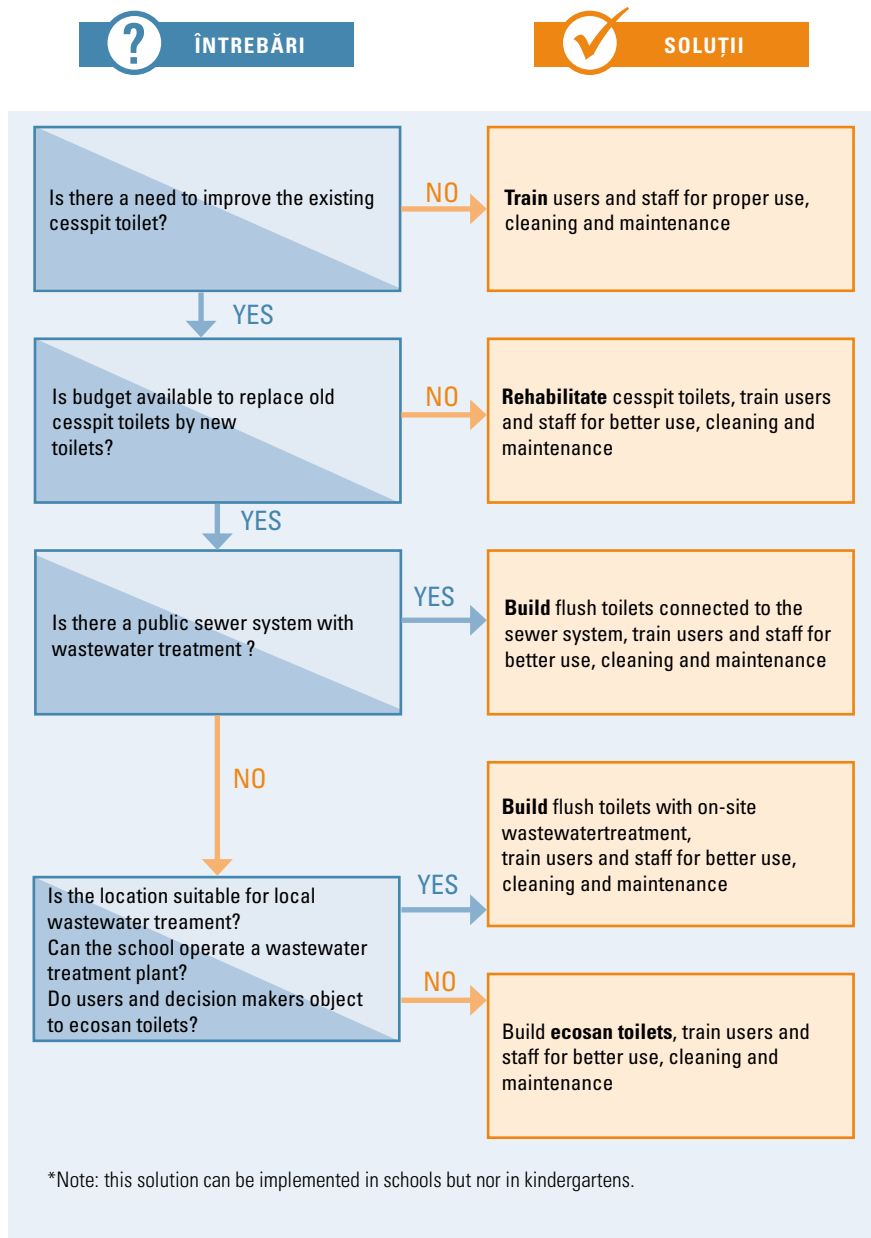 ?
ÎNTREBĂRI
SOLUȚII
Is there a need to improve the existing
cesspit toilet?
NO
Train users and staff for proper use,
cleaning and maintenance
YES
Is budget available to replace old
cesspit toilets by new
toilets?
NO
Rehabilitate cesspit toilets, train users
and staff for better use, cleaning and
maintenance
YES
Is there a public sewer system with
wastewater treatment ?
YES
Build flush toilets connected to the
sewer system, train users and staff for
better use, cleaning and maintenance
NO
Is the location suitable for local
wastewater treament?
Can the school operate a wastewater
treatment plant?
Do users and decision makers object
to ecosan toilets?
YES
Build flush toilets with on-site
wastewatertreatment,
train users and staff for better use,
cleaning and maintenance
NO
Build ecosan toilets, train users and
staff for better use, cleaning and
maintenance
*Note: this solution can be implemented in schools but nor in kindergartens.